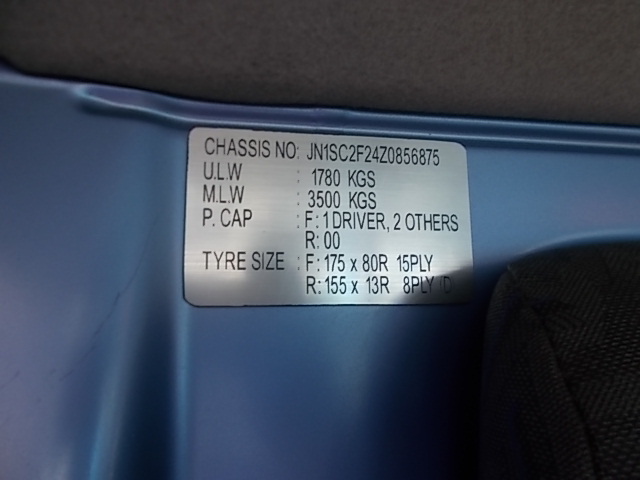 CHASSIS NO: JN1SC2F24Z0856875
U.L.W : 1780 KGS
M.L.W : 3500 KGS
P. CAP : F: 1 DRIVER, 2 OTHERS
R: 00
TYRE SIZE : F: 175 x 80R 15PLY
R: 155 x 13R 8PLY